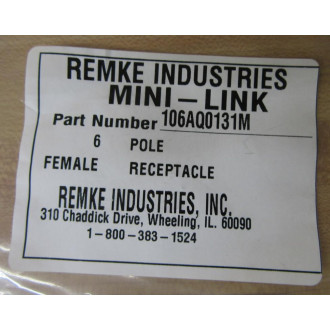 REMKE INDUSTRIES
MINI-LINK
Part Number 106AQ0131M
6 POLE
FEMALE RECEPTACLE
REMKE INDUSTRIES, INC.
310 Chaddick Drive, Wheeling, IL. 60090
1-800-383-1524